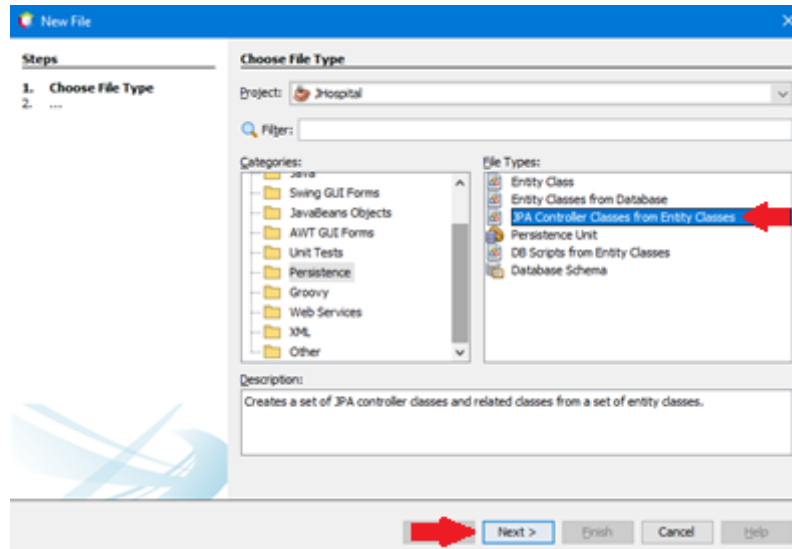 New File
Steps
1. Choose File Type
2. ...
Choose File Type
Project: JHospital
Filter:
Categories:
Java
Swing GUI Forms
JavaBeans Objects
AWT GUI Forms
Unit Tests
Persistence
Groovy
Web Services
XML
Other
File Types:
Entity Class
Entity Classes from Database
JPA Controller Classes from Entity Classes
Persistence Unit
DB Scripts from Entity Classes
Database Schema
Description:
Creates a set of JPA controller classes and related classes from a set of entity classes.
Next >
Finish
Cancel
Help